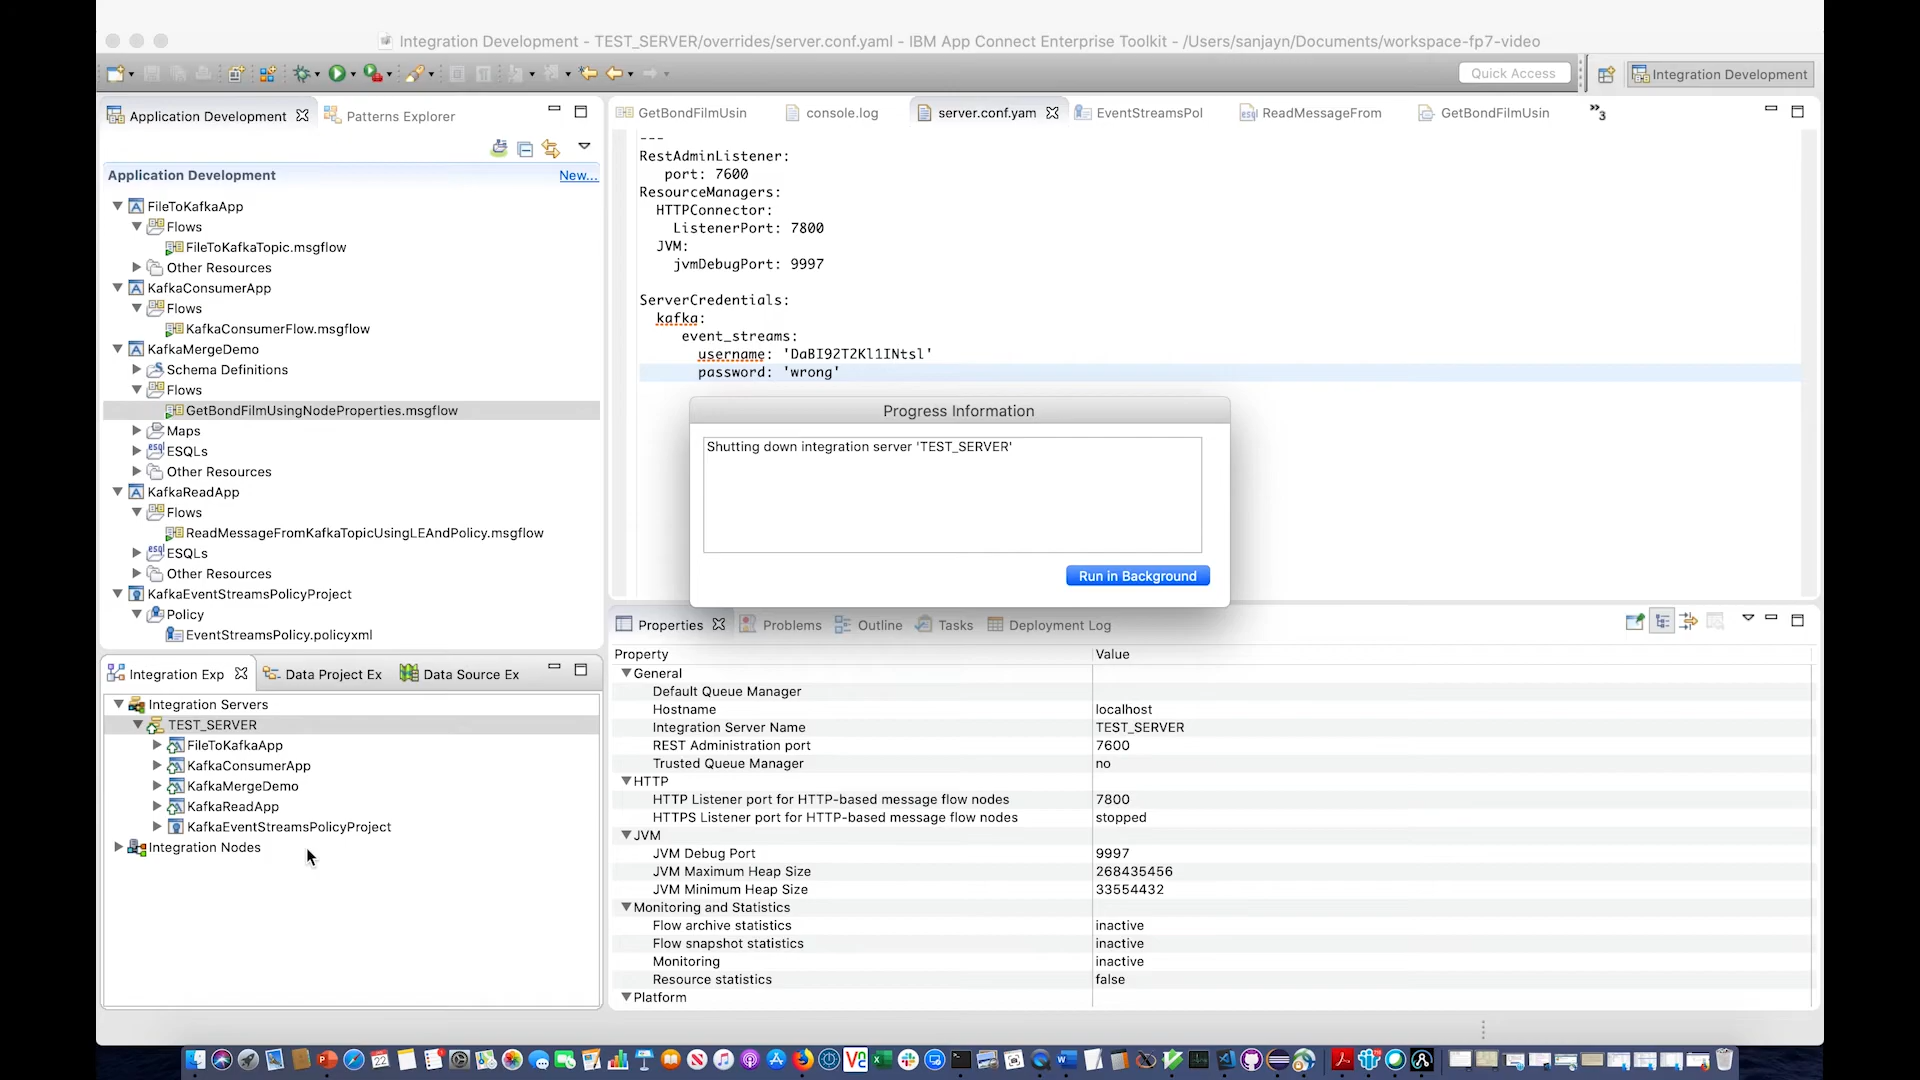 Integration Development - TEST_SERVER/overrides/server.conf.yaml - IBM App Connect Enterprise Toolkit - /Users/sanjayn/Documents/workspace-fp7-video
Quick Access
Integration Development
Application Development
Patterns Explorer
Application Development
New...
FileToKafkaApp
Flows
FileToKafkaTopic.msgflow
Other Resources
KafkaConsumerApp
Flows
KafkaConsumerFlow.msgflow
KafkaMergeDemo
Schema Definitions
Flows
GetBondFilmUsingNodeProperties.msgflow
Maps
ESQLs
Other Resources
KafkaReadApp
Flows
ReadMessageFromKafkaTopicUsingLEAndPolicy.msgflow
ESQLs
Other Resources
KafkaEventStreamsPolicyProject
Policy
EventStreamsPolicy.policyxml
Integration Exp
Data Project Ex
Data Source Ex
Integration Servers
TEST_SERVER
FileToKafkaApp
KafkaConsumerApp
KafkaMergeDemo
KafkaReadApp
KafkaEventStreamsPolicyProject
Integration Nodes
GetBondFilmUsin
console.log
server.conf.yam
EventStreamsPol
ReadMessageFrom
GetBondFilmUsin
»3
---
RestAdminListener:
port: 7600
ResourceManagers:
HTTPConnector:
ListenerPort: 7800
JVM:
jvmDebugPort: 9997
ServerCredentials:
kafka:
event_streams:
username: 'DaBI92T2Kl1INtsl'
password: 'wrong'
Progress Information
Shutting down integration server 'TEST_SERVER'
Run in Background
Properties
Problems
Outline
Tasks
Deployment Log
Property Value
General
Default Queue Manager
Hostname localhost
Integration Server Name TEST_SERVER
REST Administration port 7600
Trusted Queue Manager no
HTTP
HTTP Listener port for HTTP-based message flow nodes 7800
HTTPS Listener port for HTTP-based message flow nodes stopped
JVM
JVM Debug Port 9997
JVM Maximum Heap Size 268435456
JVM Minimum Heap Size 33554432
Monitoring and Statistics
Flow archive statistics inactive
Flow snapshot statistics inactive
Monitoring inactive
Resource statistics false
Platform